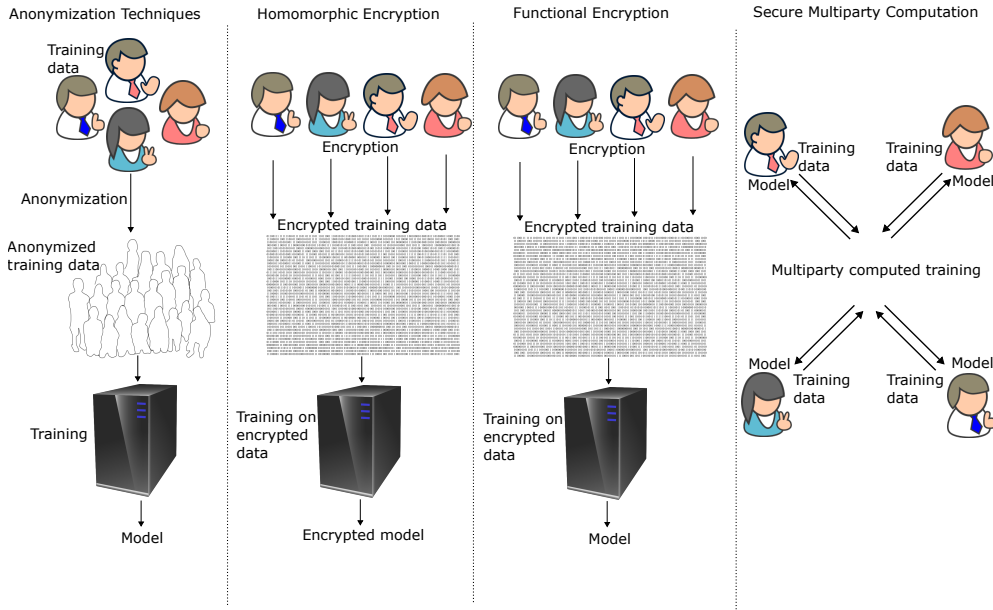 Anonymization Techniques
Training
data
Anonymization
Anonymized
training data
Training
Model
Homomorphic Encryption
Encryption
Encrypted training data
Training on
encrypted
data
Encrypted model
Functional Encryption
Encryption
Encrypted training data
Training on
encrypted
data
Model
Secure Multiparty Computation
Training
data
Model
Training
data
Model
Multiparty computed training
Model
Training
data
Model
Training
data